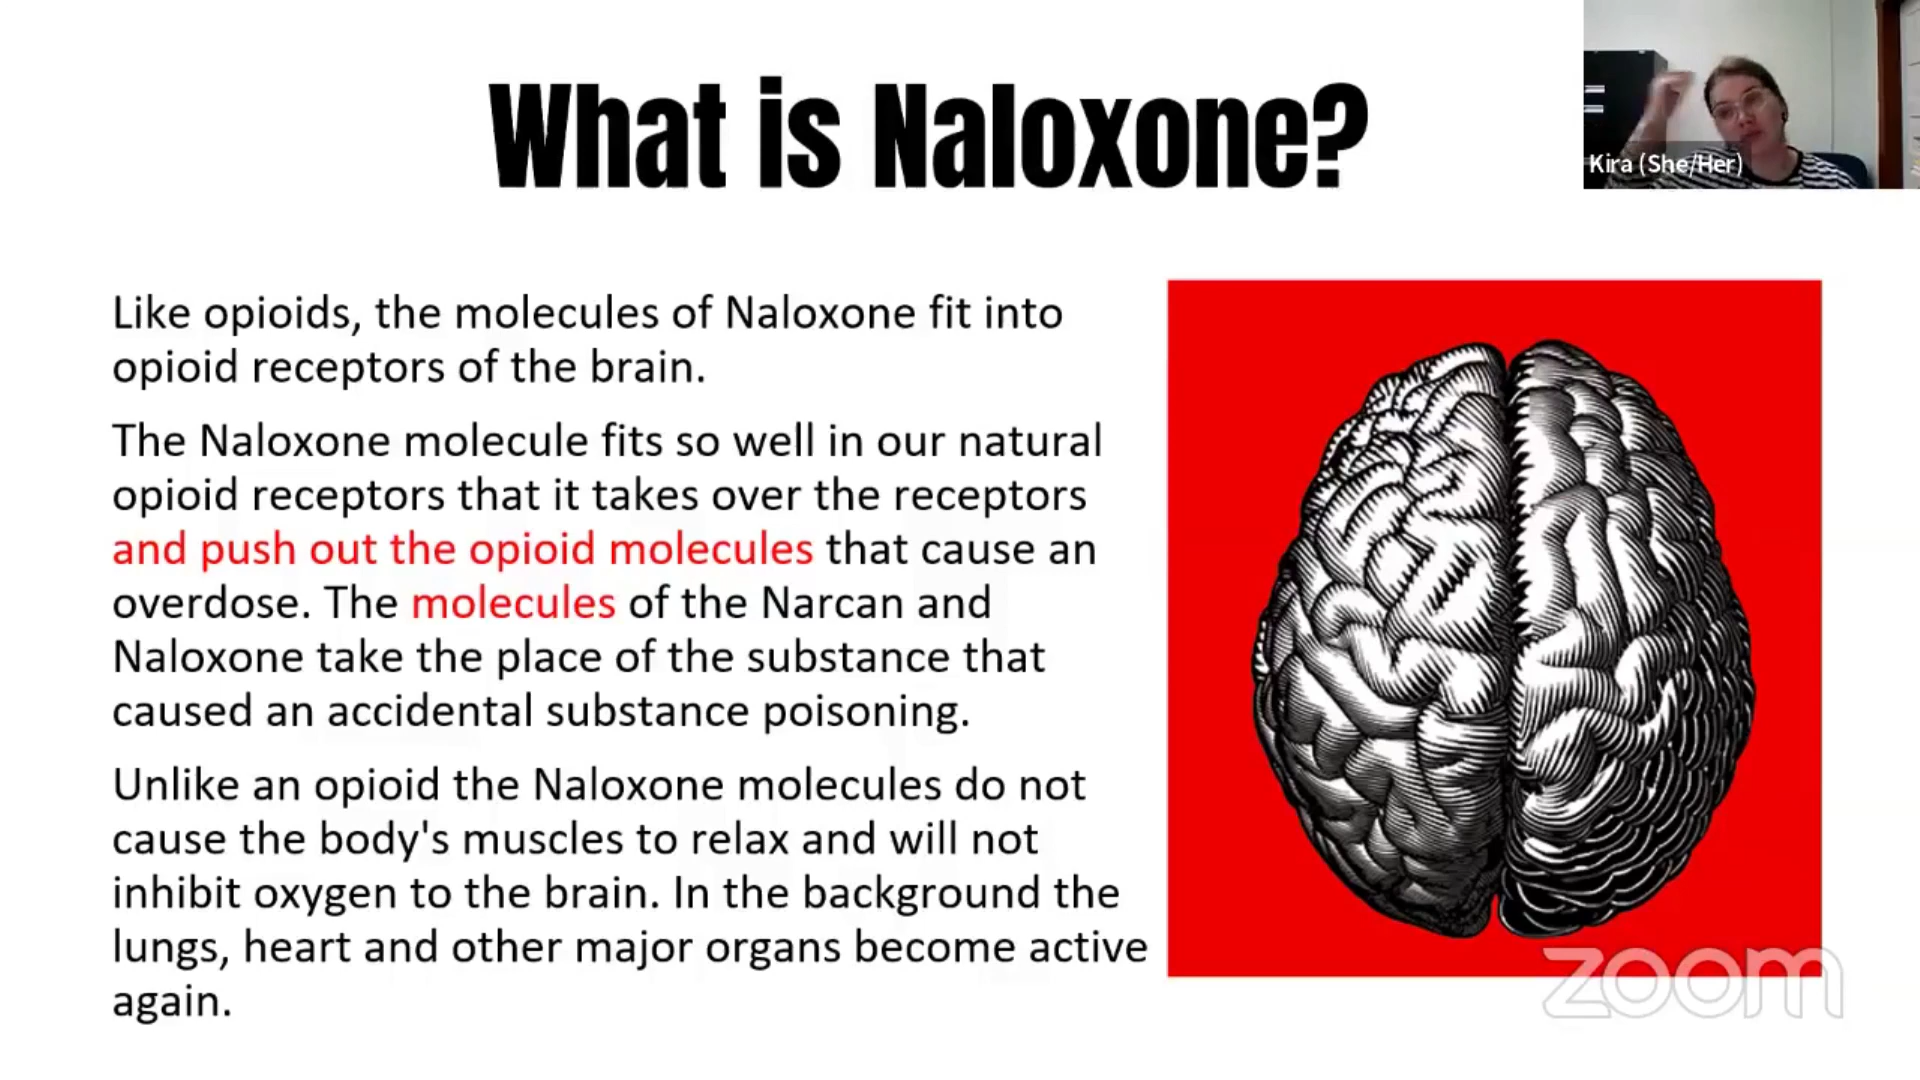 What is Naloxone?
Kira (She/Her)
Like opioids, the molecules of Naloxone fit into
opioid receptors of the brain.
The Naloxone molecule fits so well in our natural
opioid receptors that it takes over the receptors
and push out the opioid molecules that cause an
overdose. The molecules of the Narcan and
Naloxone take the place of the substance that
caused an accidental substance poisoning.
Unlike an opioid the Naloxone molecules do not
cause the body's muscles to relax and will not
inhibit oxygen to the brain. In the background the
lungs, heart and other major organs become active
again.
zoom